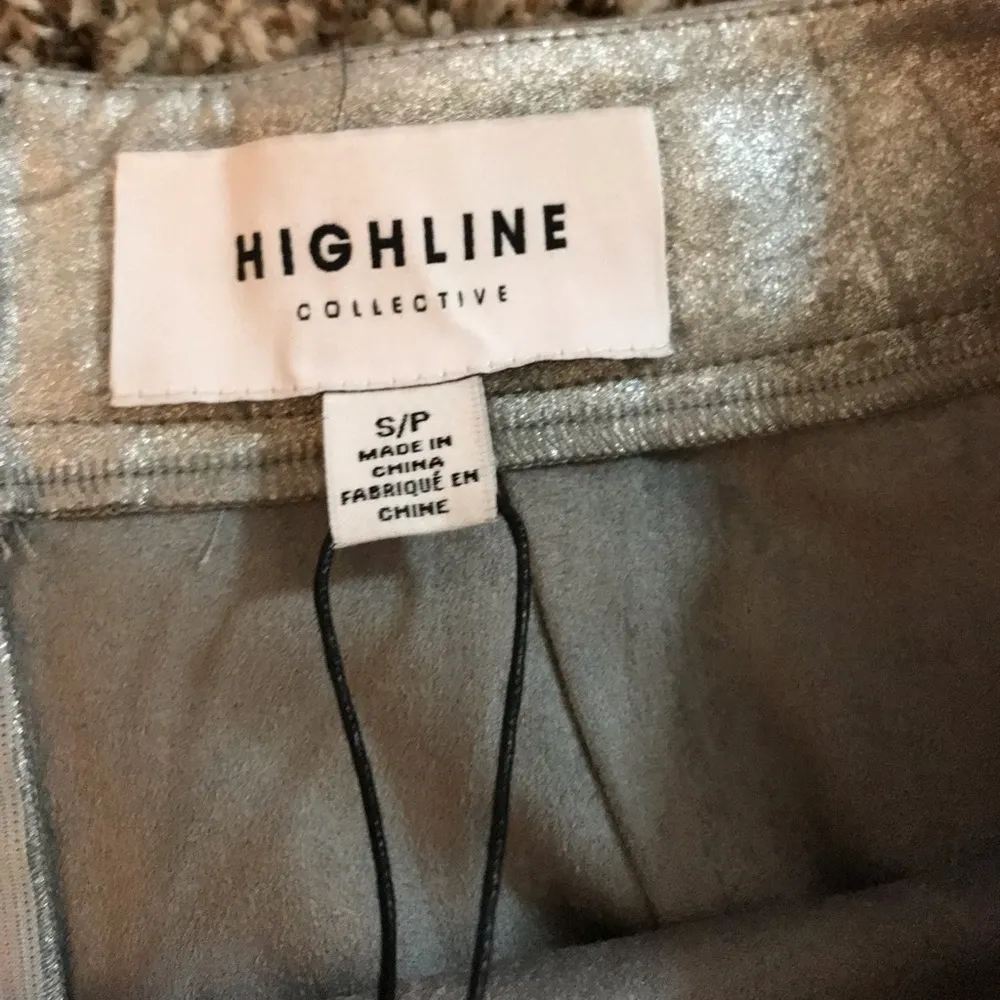 HIGHLINE
COLLECTIVE
S/P
MADE IN
CHINA
FABRIQUÉ EN
CHINE